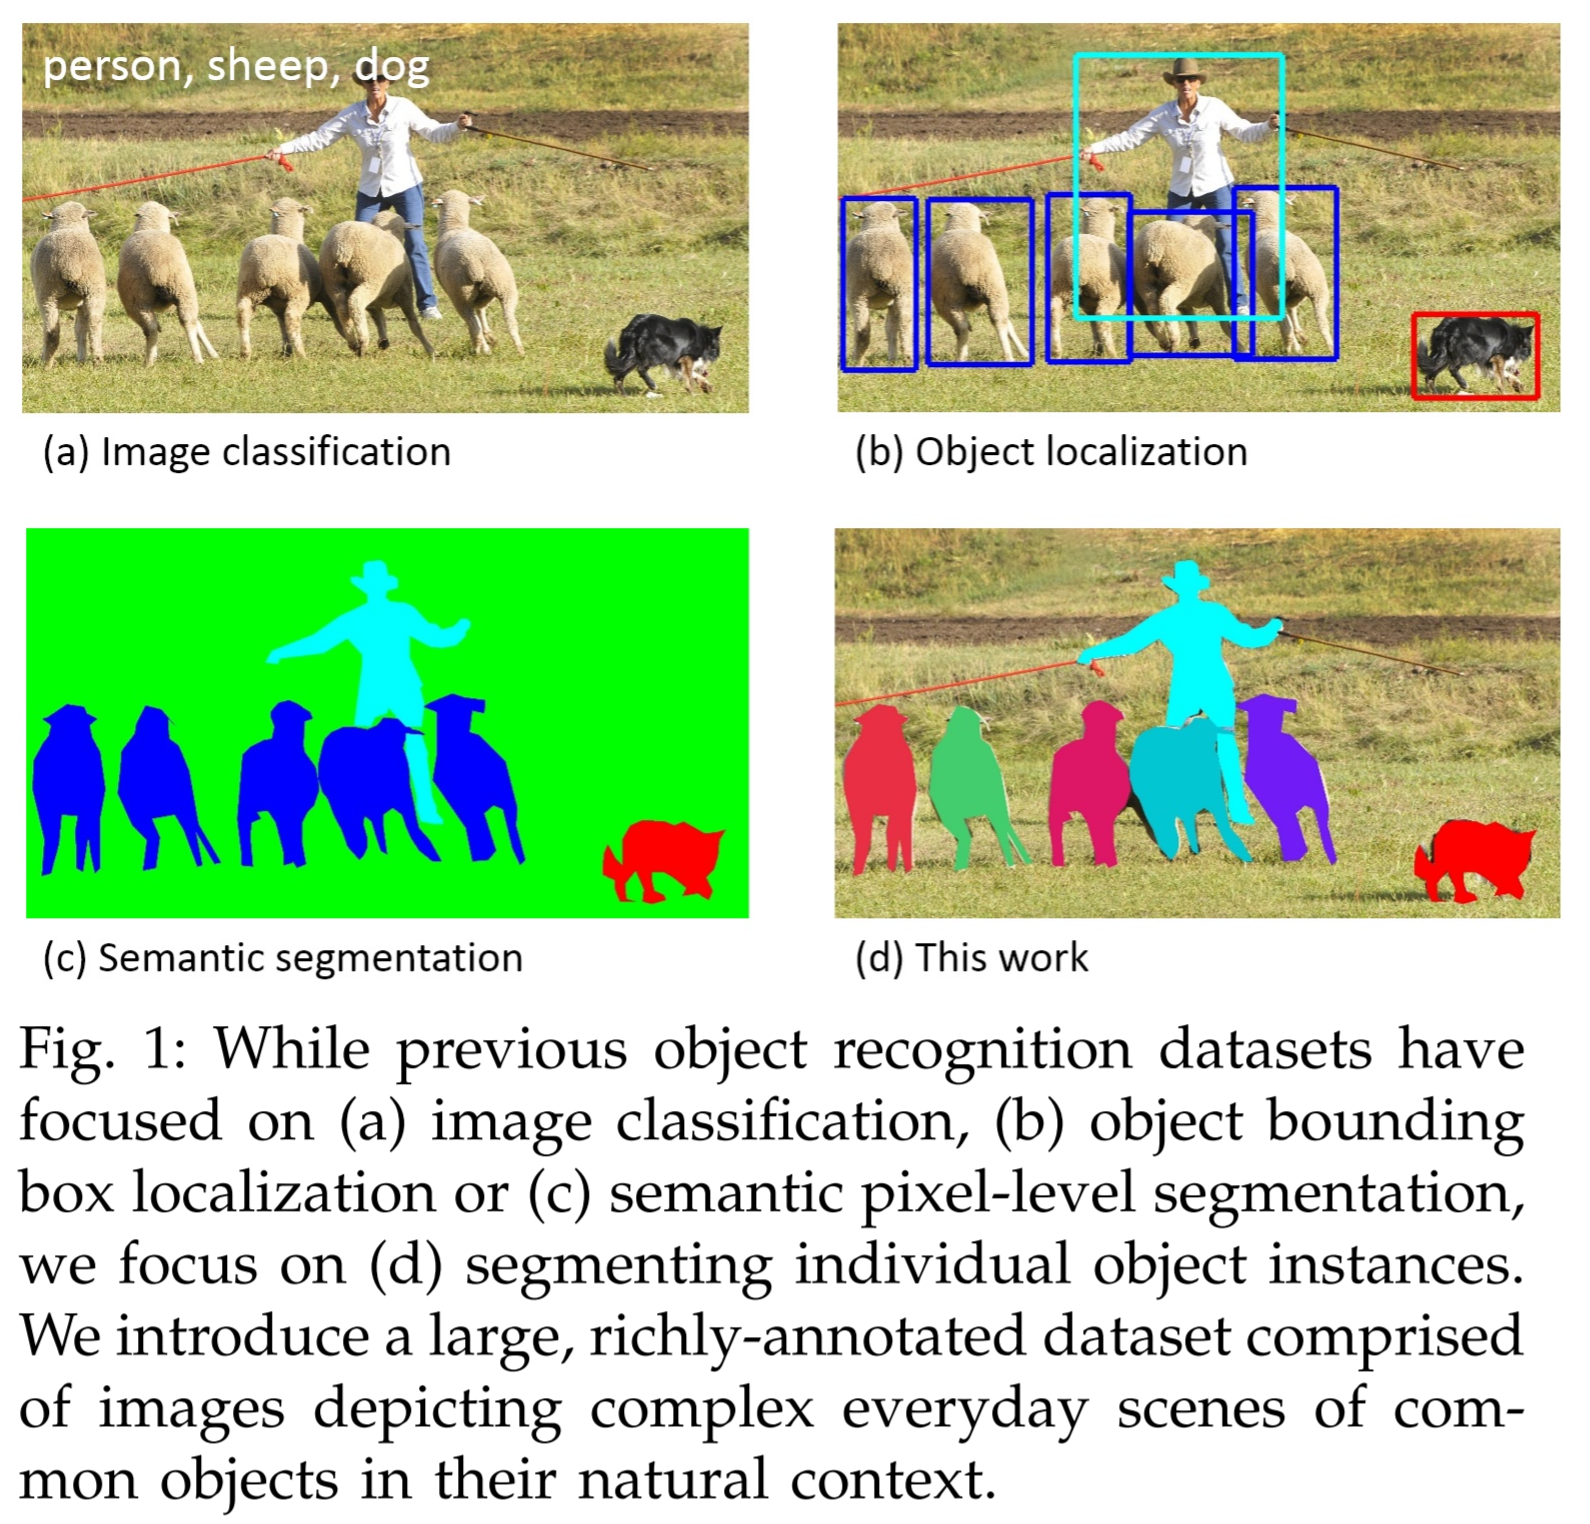 person, sheep, dog
(a) Image classification
(b) Object localization
(c) Semantic segmentation
(d) This work
Fig. 1: While previous object recognition datasets have
focused on (a) image classification, (b) object bounding
box localization or (c) semantic pixel-level segmentation,
we focus on (d) segmenting individual object instances.
We introduce a large, richly-annotated dataset comprised
of images depicting complex everyday scenes of com-
mon objects in their natural context.